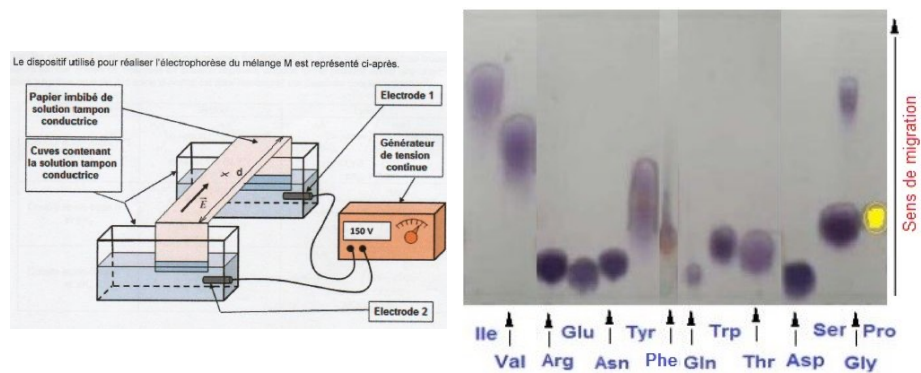 Le dispositif utilisé pour réaliser l'électrophorèse du mélange M est représenté ci-après.
Papier imbibé de
solution tampon
conductrice
Cuves contenant
la solution tampon
conductrice
Electrode 1
Générateur
de tension
continue
d
E
150 V
Electrode 2
Sens de migration
Ile
Glu
Tyr
Trp
Ser
Pro
Val
Arg
Asn
Phe
Gln
Thr
Asp
Gly